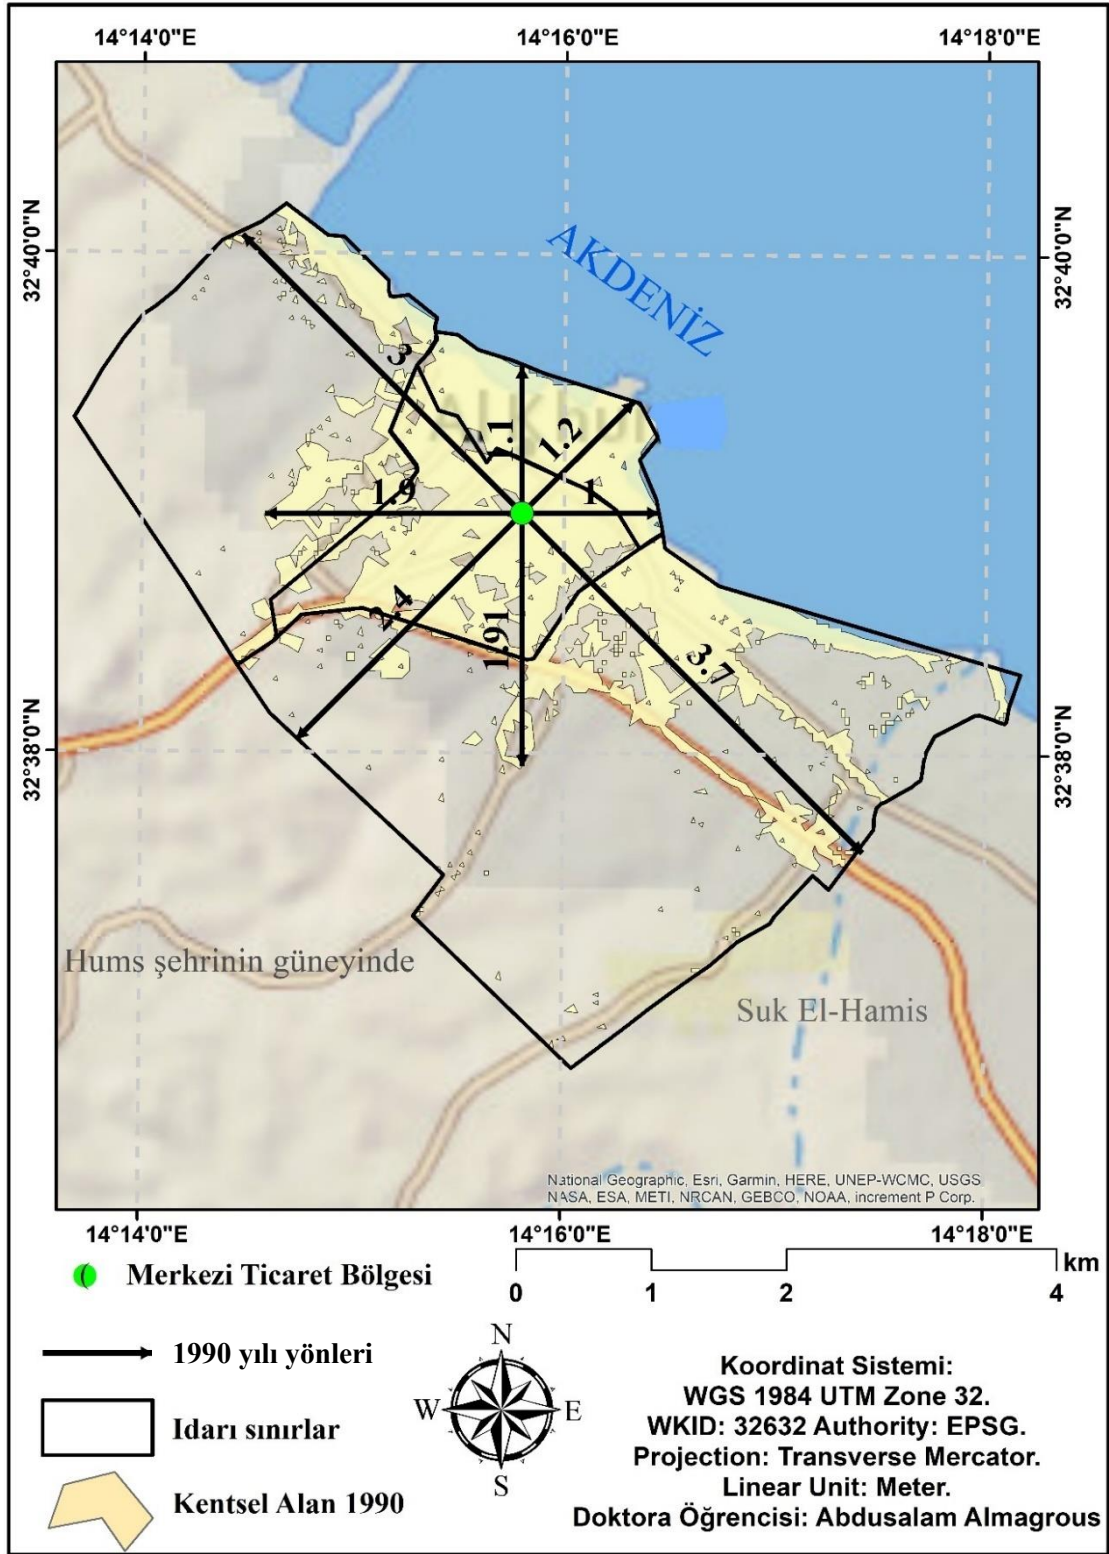 14°14'0"E 14°16'0"E 14°18'0"E
32°40'0"N
32°40'0"N
AKDENİZ
3
1.1
1.2
1.9
1
2.4
1.91
3.7
32°38'0"N
32°38'0"N
Hums şehrinin güneyinde
Suk El-Hamis
National Geographic, Esri, Garmin, HERE, UNEP-WCMC, USGS
NASA, ESA, METI, NRCAN, GEBCO, NOAA, increment P Corp.
14°14'0"E 14°16'0"E 14°18'0"E
Merkezi Ticaret Bölgesi
km
0 1 2 4
1990 yılı yönleri
Idarı sınırlar
Kentsel Alan 1990
N
W E
S
Koordinat Sistemi:
WGS 1984 UTM Zone 32.
WKID: 32632 Authority: EPSG.
Projection: Transverse Mercator.
Linear Unit: Meter.
Doktora Öğrencisi: Abdusalam Almagrous